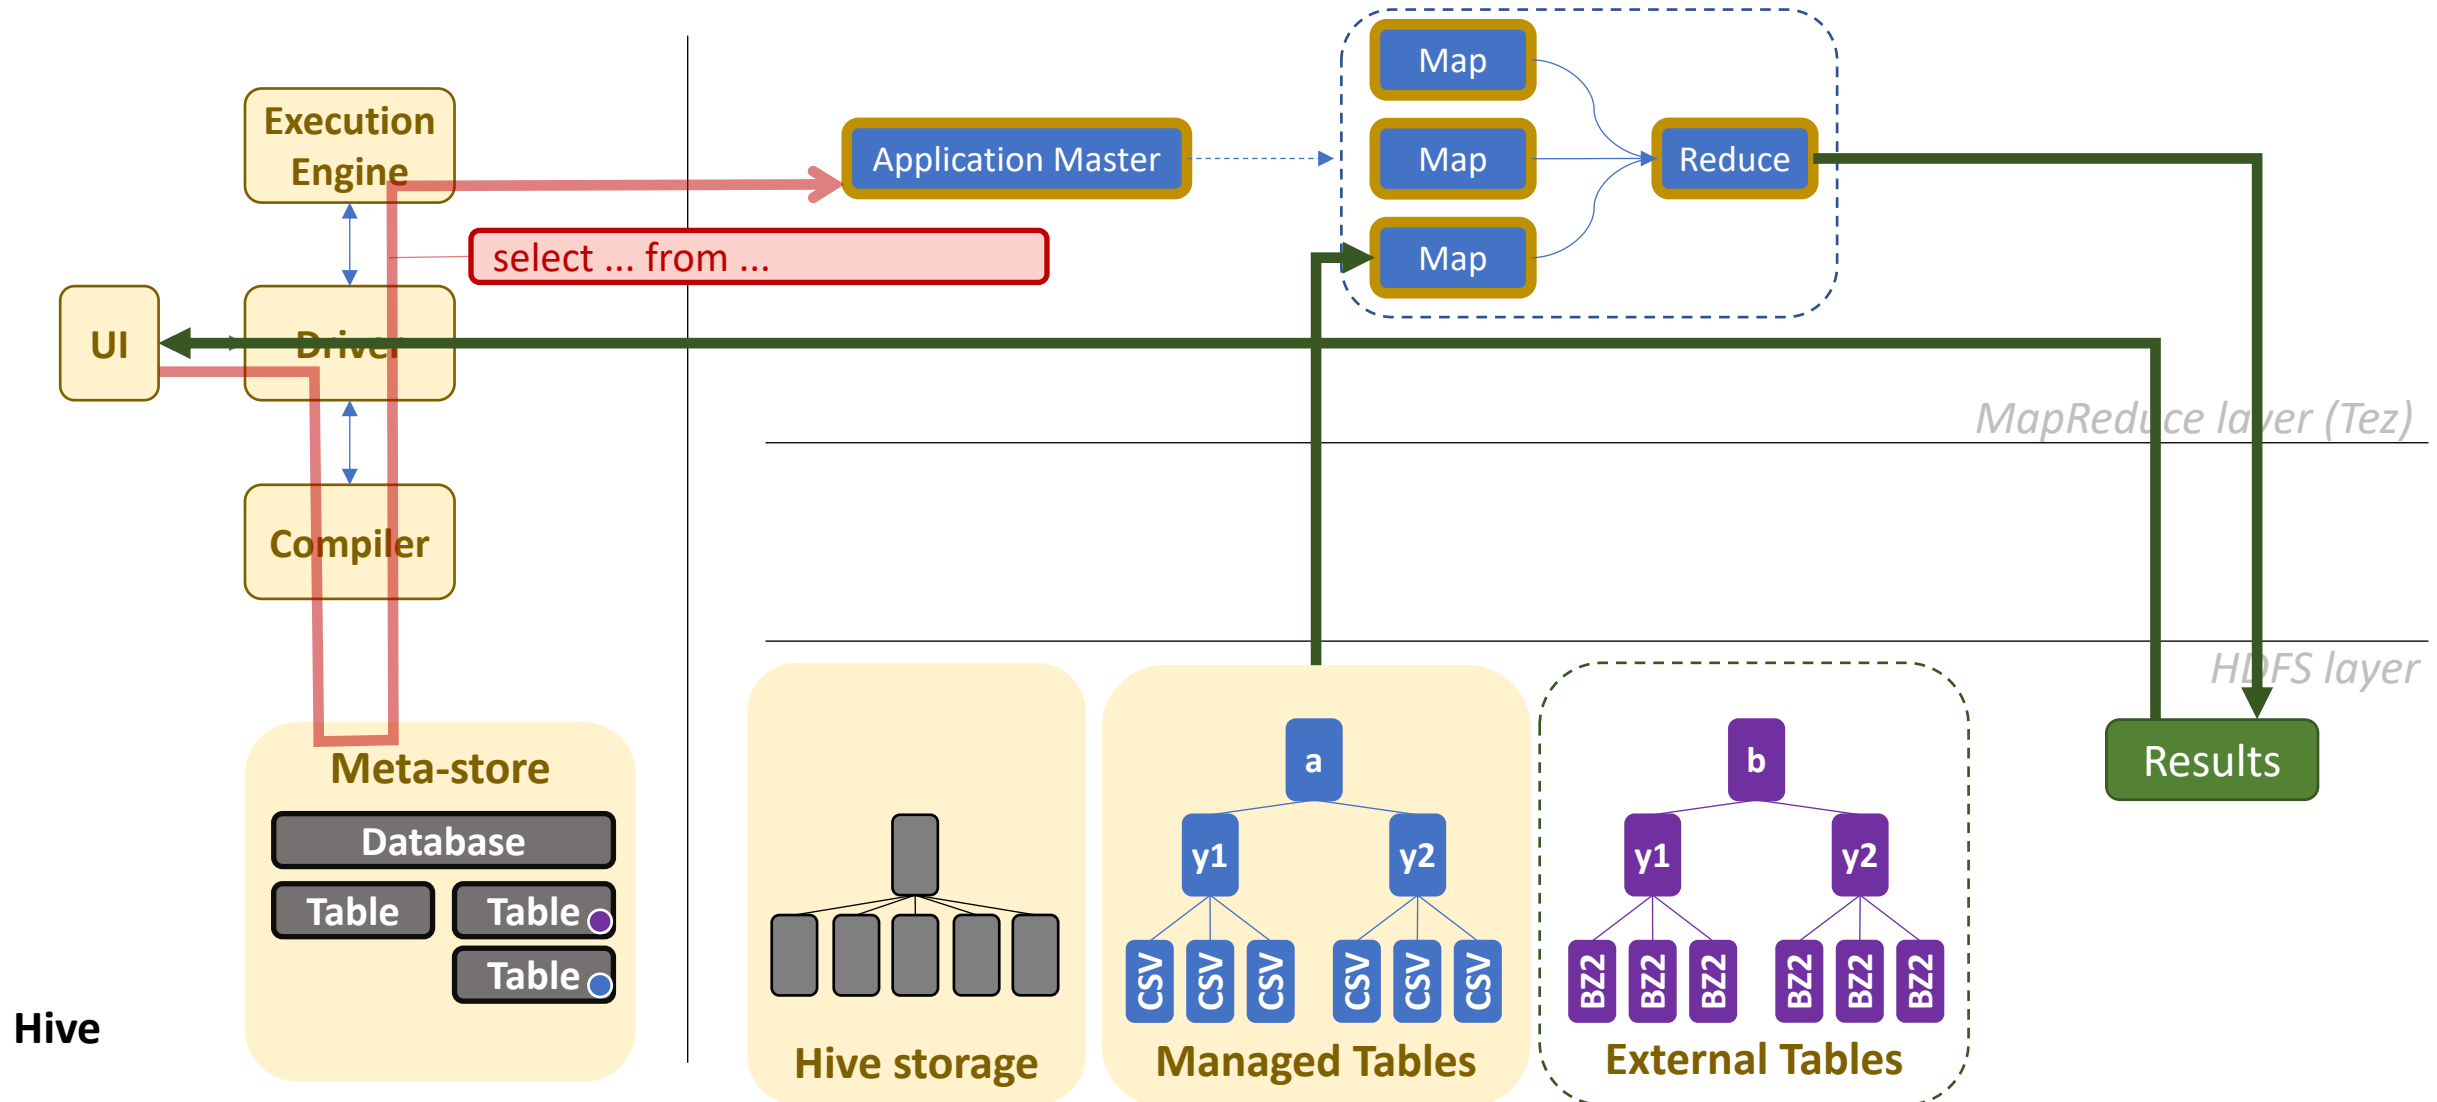 Execution
Engine
UI
Driver
Compiler
select ... from ...
Application Master
Map
Map
Map
Reduce
MapReduce layer (Tez)
HDFS layer
Meta-store
Database
Table
Table
Table
Hive
Hive storage
a
y1
y2
CSV
CSV
CSV
CSV
CSV
CSV
Managed Tables
b
y1
y2
BZ2
BZ2
BZ2
BZ2
BZ2
BZ2
External Tables
Results